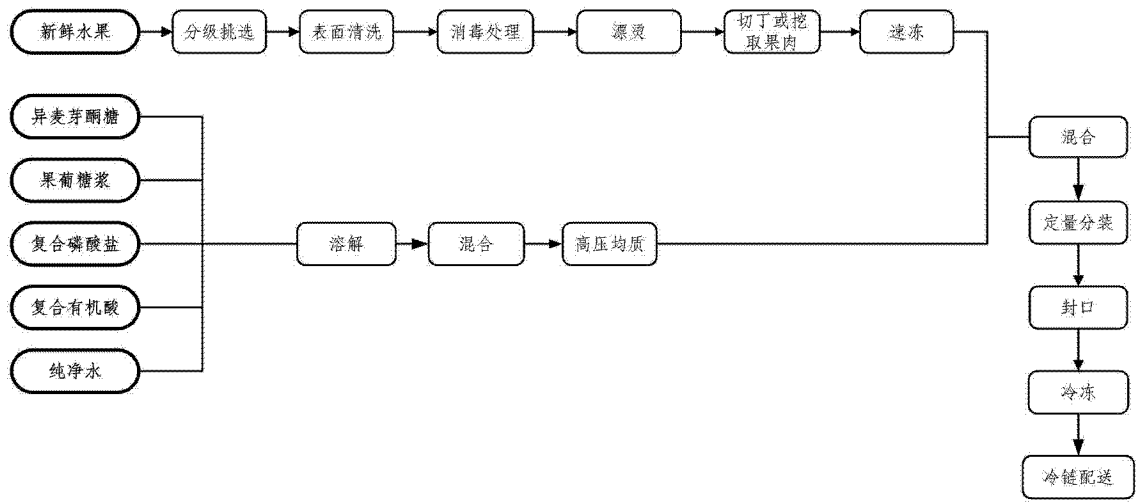 新鲜水果
分级挑选
表面清洗
消毒处理
漂烫
切丁或挖
取果肉
速冻
异麦芽酮糖
果葡糖浆
复合磷酸盐
复合有机酸
纯净水
溶解
混合
高压均质
混合
定量分装
封口
冷冻
冷链配送